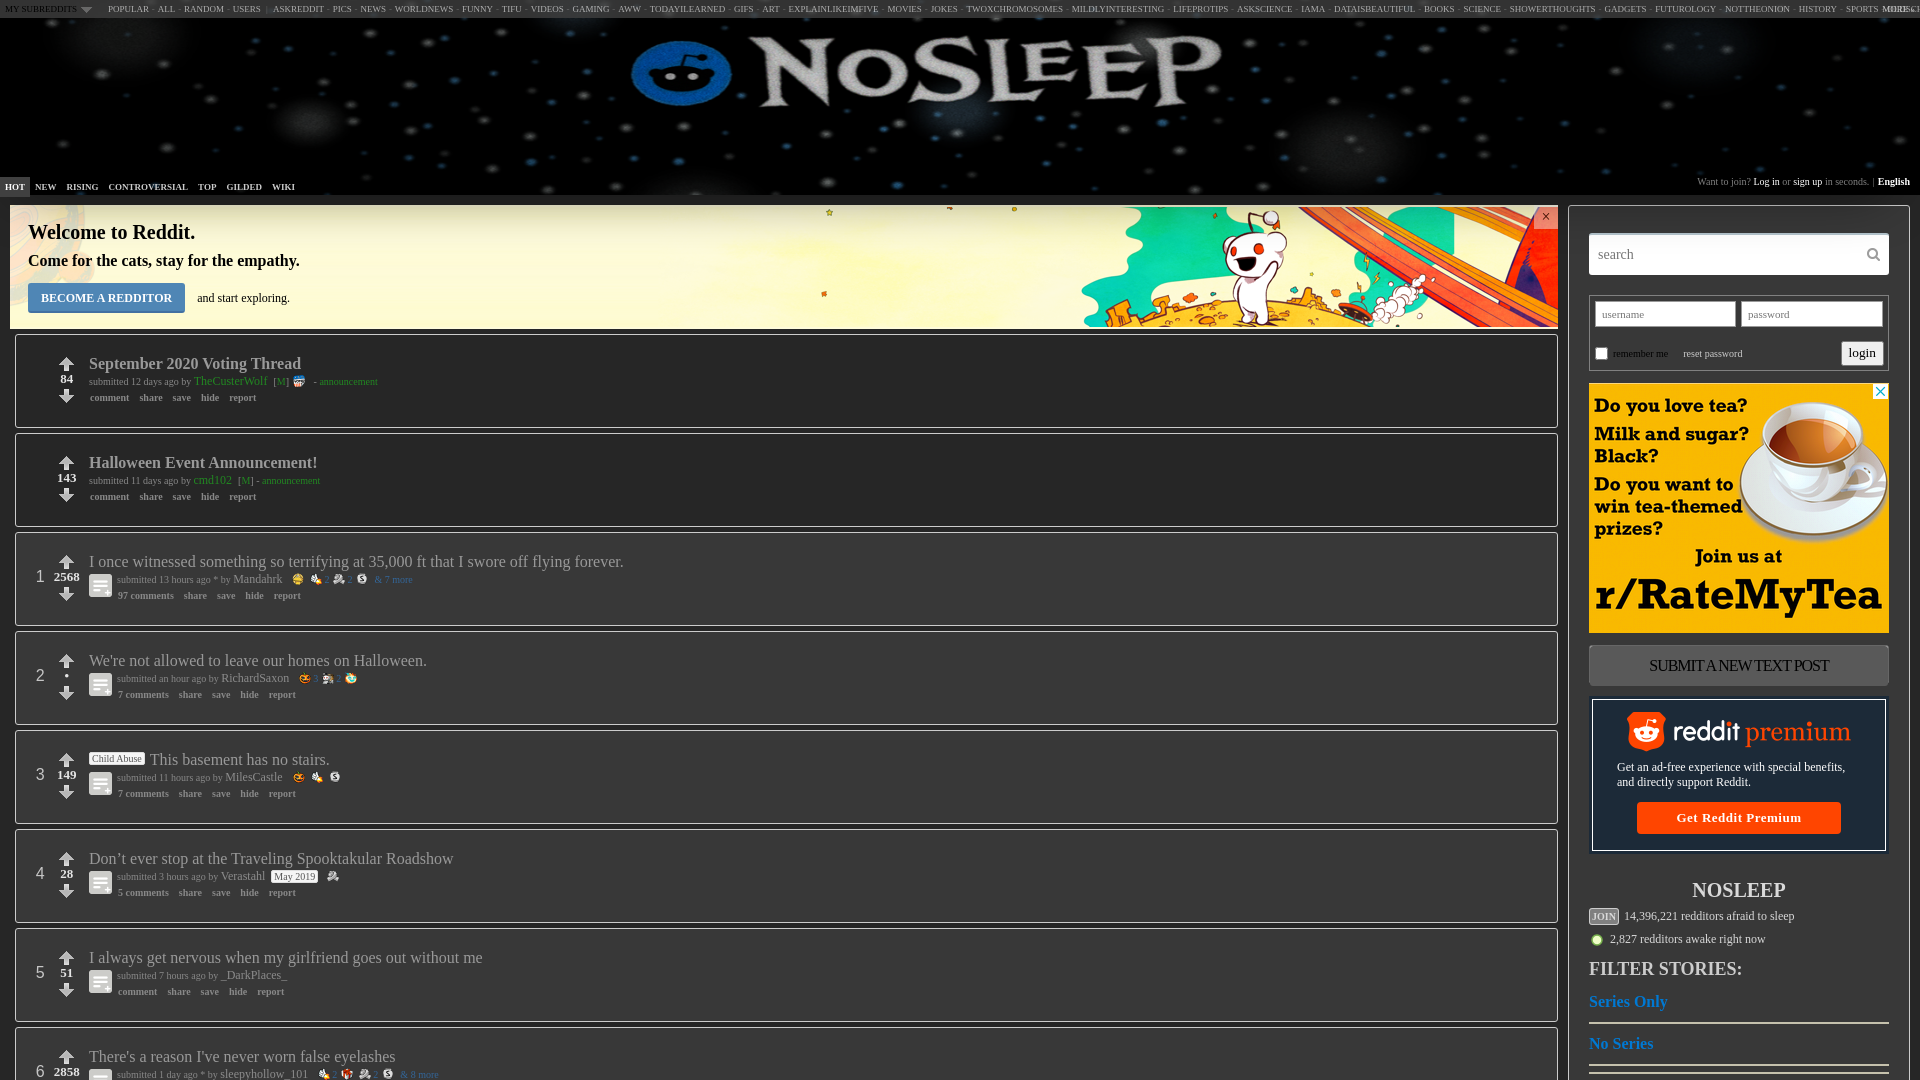 MY SUBREDDITS POPULAR - ALL - RANDOM - USERS | ASKREDDIT - PICS - NEWS - WORLDNEWS - FUNNY - TIFU - VIDEOS - GAMING - AWW - TODAYILEARNED - GIFS - ART - EXPLAINLIKEIMFIVE - MOVIES - JOKES - TWOXCHROMOSOMES - MILDLYINTERESTING - LIFEPROTIPS - ASKSCIENCE - IAMA - DATAISBEAUTIFUL - BOOKS - SCIENCE - SHOWERTHOUGHTS - GADGETS - FUTUROLOGY - NOTTHEONION - HISTORY - SPORTS
NOSLEEP
HOT NEW RISING CONTROVERSIAL TOP GILDED WIKI
Want to join? Log in or sign up in seconds. | English
Welcome to Reddit.
Come for the cats, stay for the empathy.
BECOME A REDDITOR and start exploring.
×
84
September 2020 Voting Thread
submitted 12 days ago by TheCusterWolf [M] - announcement
comment share save hide report
143
Halloween Event Announcement!
submitted 11 days ago by cmd102 [M] - announcement
comment share save hide report
1
2568
I once witnessed something so terrifying at 35,000 ft that I swore off flying forever.
submitted 13 hours ago * by Mandahrk 2 2 & 7 more
97 comments share save hide report
2
•
We're not allowed to leave our homes on Halloween.
submitted an hour ago by RichardSaxon 3 2
7 comments share save hide report
3
149
Child Abuse This basement has no stairs.
submitted 11 hours ago by MilesCastle
7 comments share save hide report
4
28
Don’t ever stop at the Traveling Spooktakular Roadshow
submitted 3 hours ago by Verastahl May 2019
5 comments share save hide report
5
51
I always get nervous when my girlfriend goes out without me
submitted 7 hours ago by _DarkPlaces_
comment share save hide report
6
2858
There's a reason I've never worn false eyelashes
submitted 1 day ago * by sleepyhollow_101 2 2 & 8 more
search
username password
remember me reset password login
Do you love tea?
Milk and sugar?
Black?
Do you want to
win tea-themed
prizes?
Join us at
r/RateMyTea
SUBMIT A NEW TEXT POST
reddit premium
Get an ad-free experience with special benefits,
and directly support Reddit.
Get Reddit Premium
NOSLEEP
JOIN 14,396,221 redditors afraid to sleep
2,827 redditors awake right now
FILTER STORIES:
Series Only
No Series